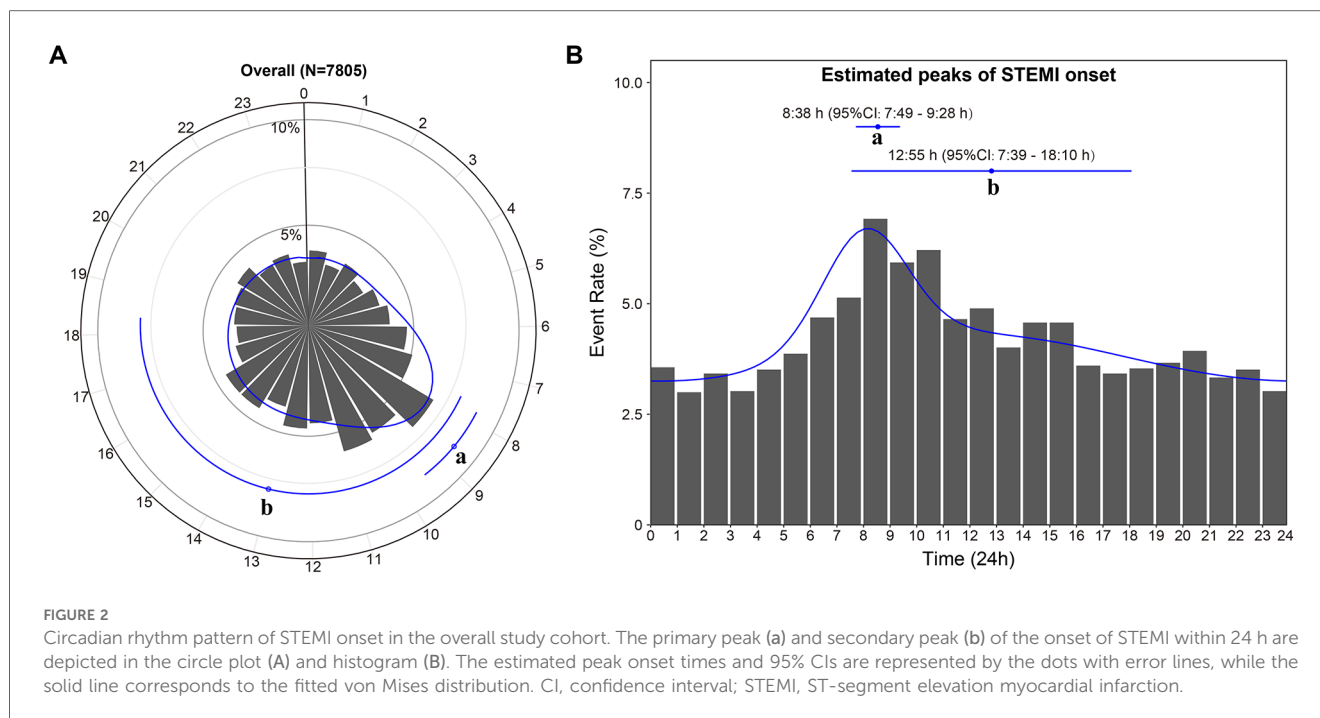 A
Overall (N=7805)
0
1
2
3
4
5
6
7
8
9
10
11
12
13
14
15
16
17
18
19
20
21
22
23
10%
5%
a
b
B
Estimated peaks of STEMI onset
8:38 h (95%CI: 7:49 - 9:28 h)
a
12:55 h (95%CI: 7:39 - 18:10 h)
b
Event Rate (%)
10.0
7.5
5.0
2.5
0
0 1 2 3 4 5 6 7 8 9 10 11 12 13 14 15 16 17 18 19 20 21 22 23 24
Time (24h)
FIGURE 2
Circadian rhythm pattern of STEMI onset in the overall study cohort. The primary peak (a) and secondary peak (b) of the onset of STEMI within 24 h are
depicted in the circle plot (A) and histogram (B). The estimated peak onset times and 95% CIs are represented by the dots with error lines, while the
solid line corresponds to the fitted von Mises distribution. CI, confidence interval; STEMI, ST-segment elevation myocardial infarction.